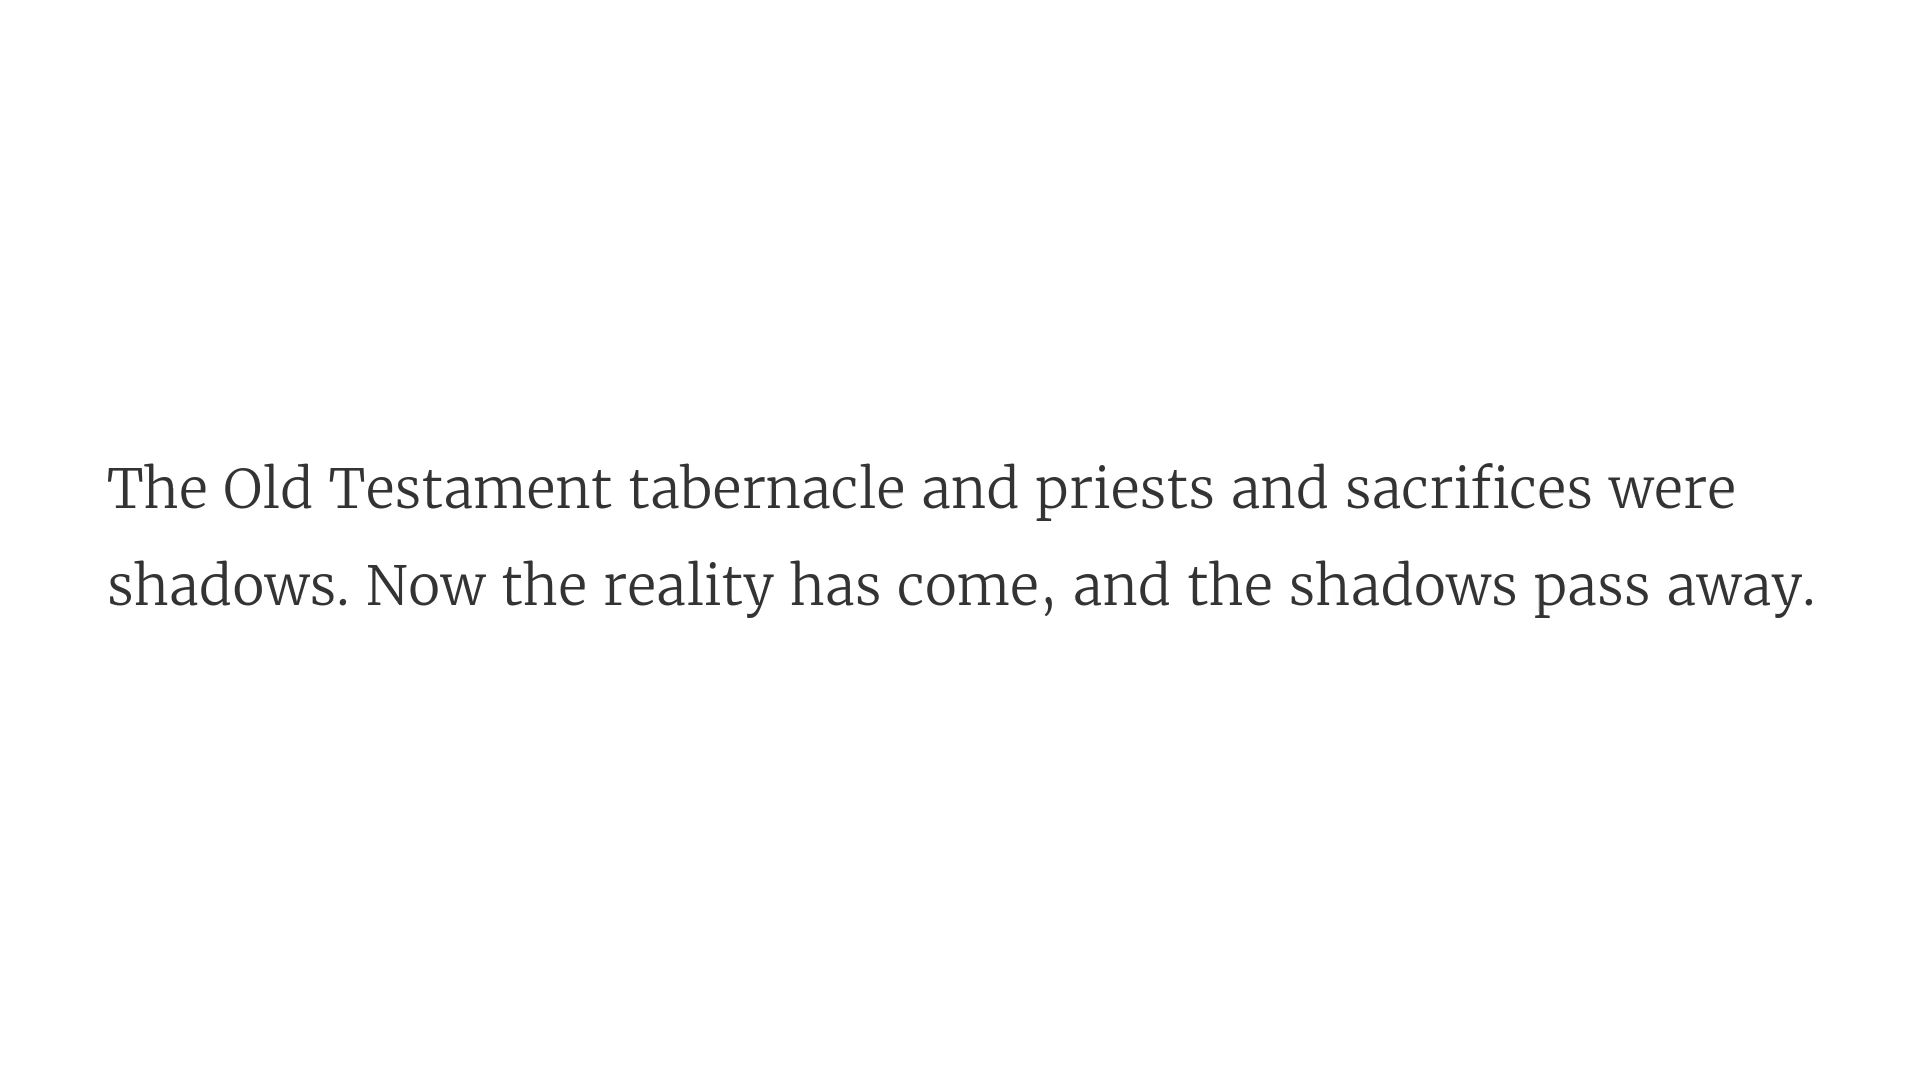 The Old Testament tabernacle and priests and sacrifices were
shadows. Now the reality has come, and the shadows pass away.